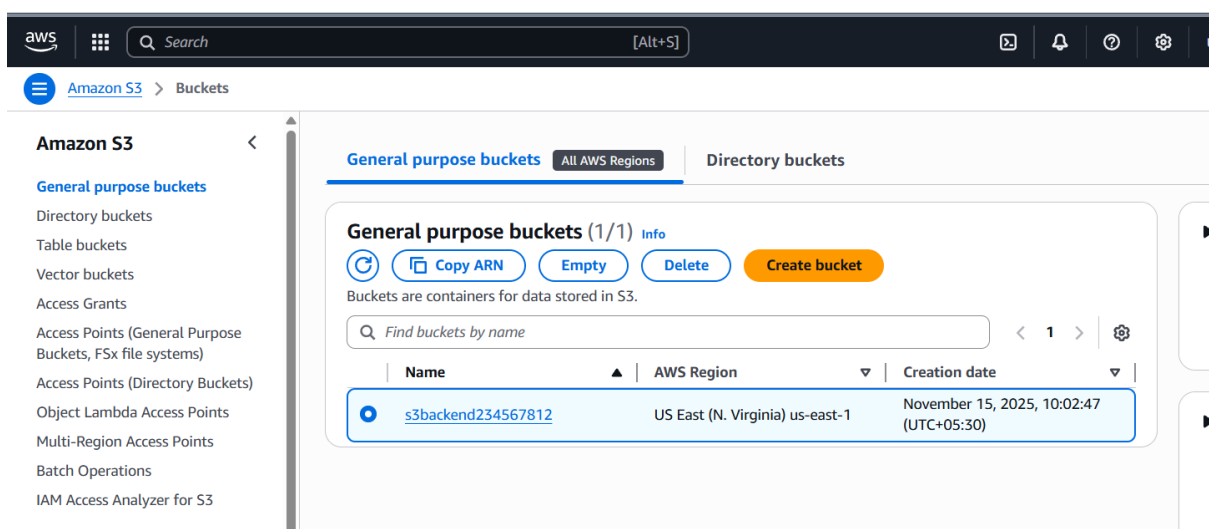 aws
Search [Alt+S]
Amazon S3 > Buckets
Amazon S3
General purpose buckets
Directory buckets
Table buckets
Vector buckets
Access Grants
Access Points (General Purpose
Buckets, FSx file systems)
Access Points (Directory Buckets)
Object Lambda Access Points
Multi-Region Access Points
Batch Operations
IAM Access Analyzer for S3
General purpose buckets All AWS Regions Directory buckets
General purpose buckets (1/1) Info
Copy ARN Empty Delete Create bucket
Buckets are containers for data stored in S3.
Find buckets by name 1
Name AWS Region Creation date
s3backend234567812 US East (N. Virginia) us-east-1 November 15, 2025, 10:02:47
(UTC+05:30)